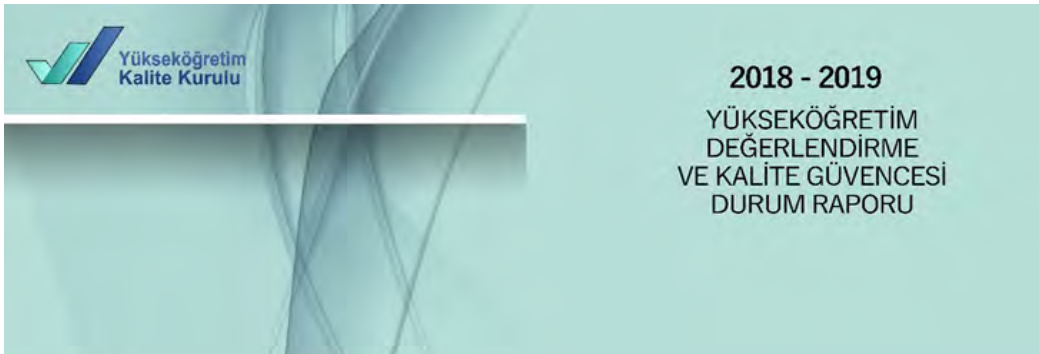 Yükseköğretim
Kalite Kurulu
2018 - 2019
YÜKSEKÖĞRETİM
DEĞERLENDİRME
VE KALİTE GÜVENCESİ
DURUM RAPORU